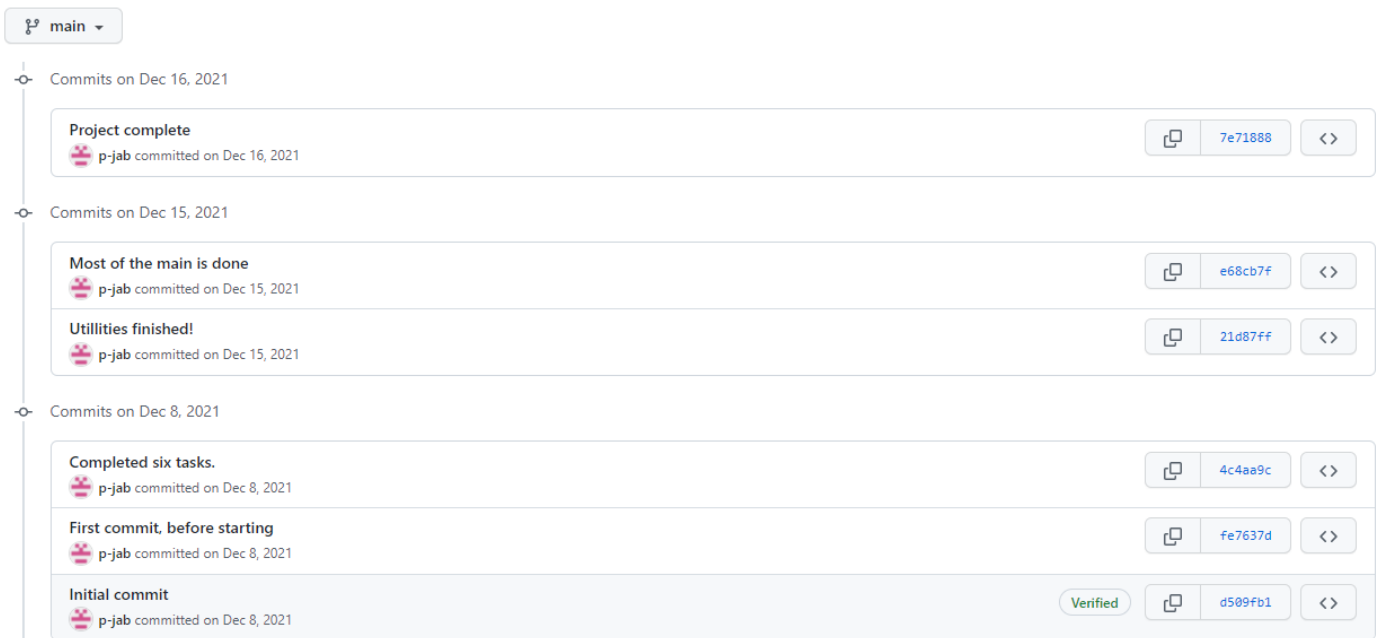 main
Commits on Dec 16, 2021
Project complete
p-jab committed on Dec 16, 2021
7e71888
Commits on Dec 15, 2021
Most of the main is done
p-jab committed on Dec 15, 2021
e68cb7f
Utillities finished!
p-jab committed on Dec 15, 2021
21d87ff
Commits on Dec 8, 2021
Completed six tasks.
p-jab committed on Dec 8, 2021
4c4aa9c
First commit, before starting
p-jab committed on Dec 8, 2021
fe7637d
Initial commit
p-jab committed on Dec 8, 2021
Verified
d509fb1